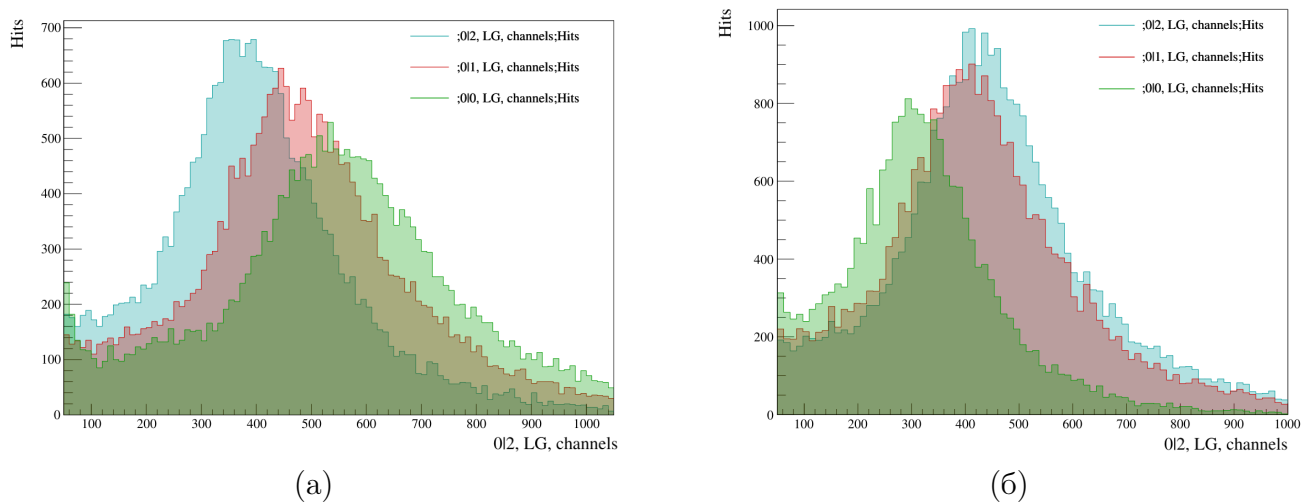 Hits
700
600
500
400
300
200
100
0
;0|2, LG, channels;Hits
;0|1, LG, channels;Hits
;0|0, LG, channels;Hits
100 200 300 400 500 600 700 800 900 1000
0|2, LG, channels
(а)
Hits
1000
800
600
400
200
0
;0|2, LG, channels;Hits
;0|1, LG, channels;Hits
;0|0, LG, channels;Hits
100 200 300 400 500 600 700 800 900 1000
0|2, LG, channels
(б)